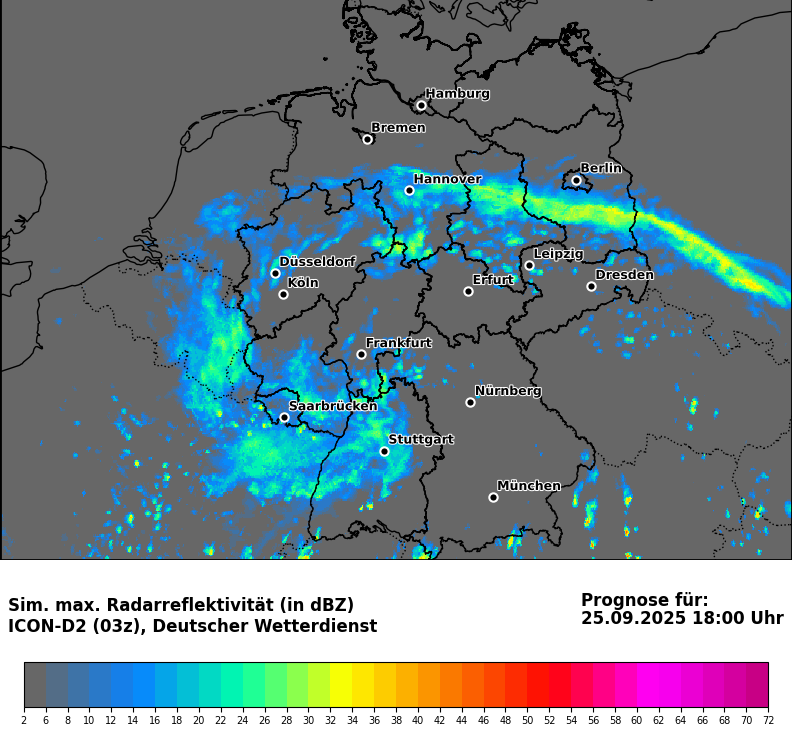 Hamburg
Bremen
Berlin
Hannover
Leipzig
Düsseldorf
Dresden
Erfurt
Köln
Frankfurt
Nürnberg
Saarbrücken
Stuttgart
München
Sim. max. Radarreflektivität (in dBZ)
ICON-D2 (03z), Deutscher Wetterdienst
Prognose für:
25.09.2025 18:00 Uhr
2 6 8 10 12 14 16 18 20 22 24 26 28 30 32 34 36 38 40 42 44 46 48 50 52 54 56 58 60 62 64 66 70 72